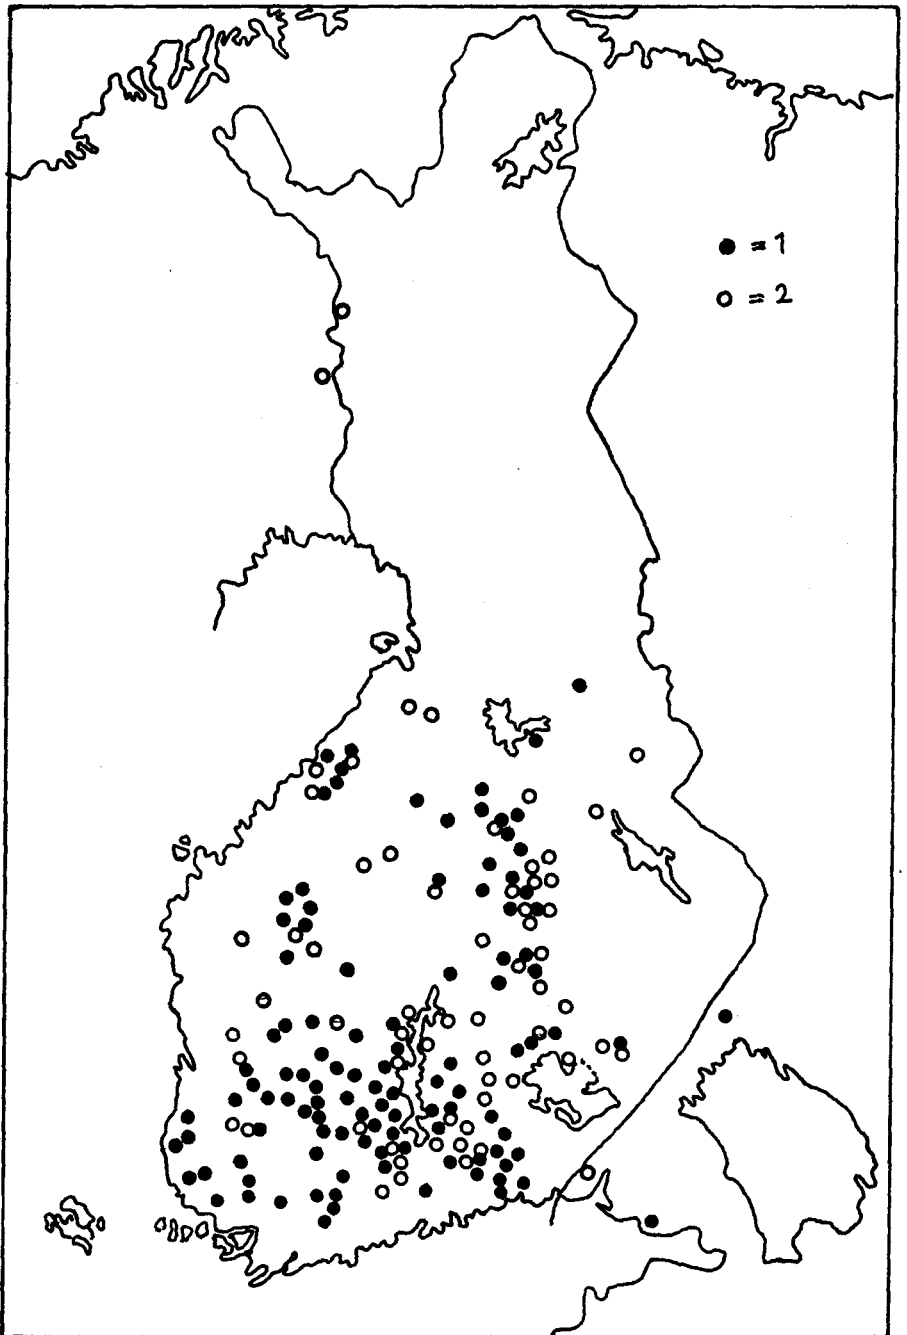 ● = 1
○ = 2